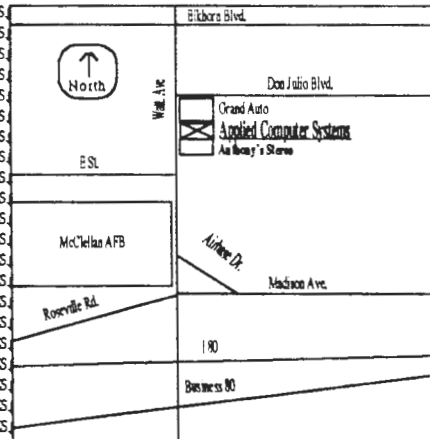 Elkhorn Blvd.
North
Watt Ave
Don Julio Blvd.
Grand Auto
Applied Computer Systems
Anthony's Stereo
E St.
McClellan AFB
Airbase Dr.
Madison Ave.
Roseville Rd.
I 80
Business 80